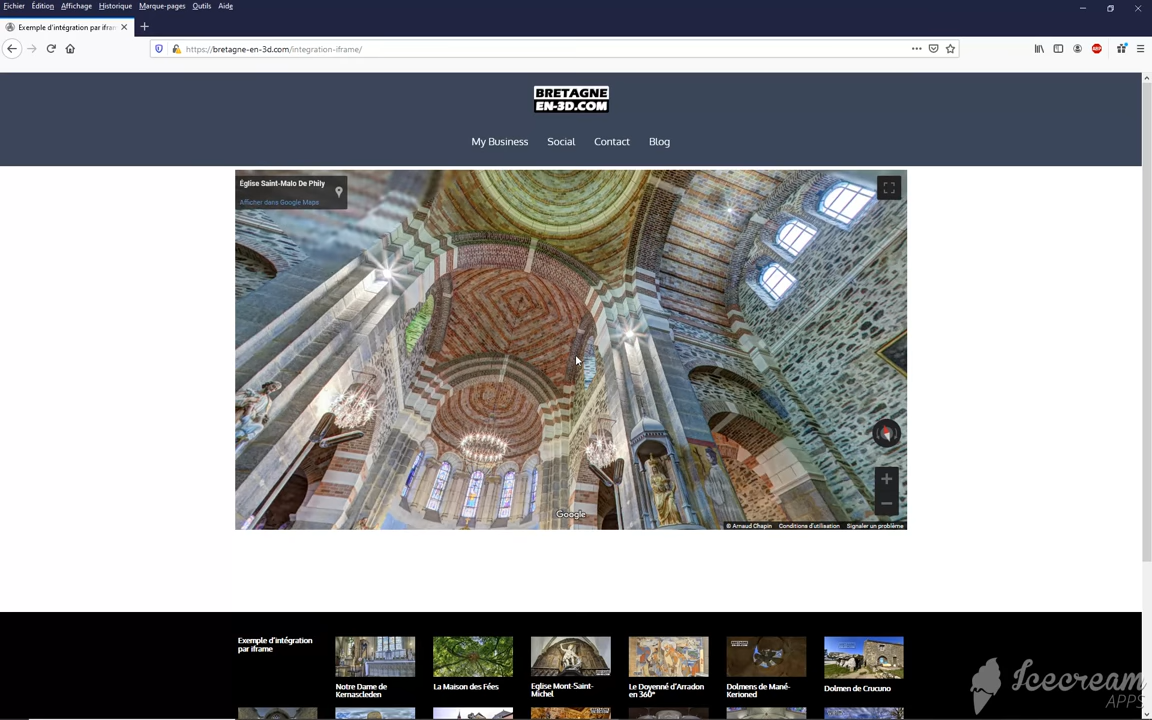 Fichier Édition Affichage Historique Marque-pages Outils Aide
Exemple d'intégration par ifran
https://bretagne-en-3d.com/integration-iframe/
ABP
BRETAGNE
EN-3D.COM
My Business Social Contact Blog
Église Saint-Malo De Phily
Afficher dans Google Maps
Google
© Arnaud Chapin Conditions d'utilisation Signaler un problème
Exemple d'intégration
par iframe
Notre Dame de
Kernascleden
La Maison des Fées
Eglise Mont-Saint-
Michel
Le Doyenné d'Arradon
en 360°
Dolmens de Mané-
Kerioned
Dolmen de Crucuno
Icecream
APPS